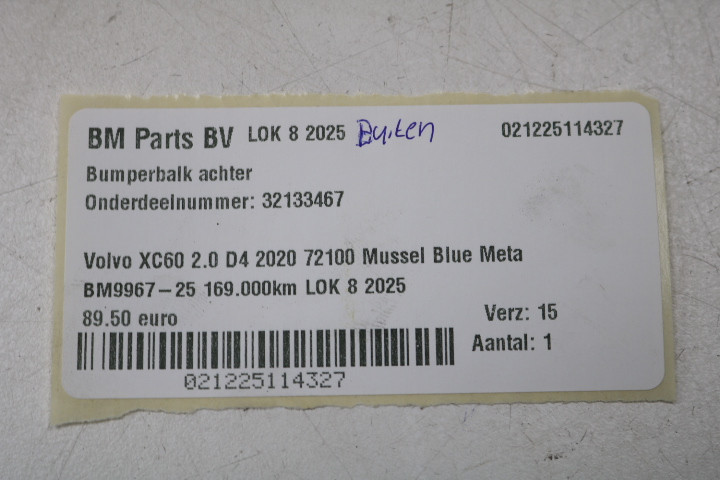 BM Parts BV LOK 8 2025 Buiten 021225114327
Bumperbalk achter
Onderdeelnummer: 32133467
Volvo XC60 2.0 D4 2020 72100 Mussel Blue Meta
BM9967-25 169.000km LOK 8 2025
89.50 euro Verz: 15
Aantal: 1
021225114327